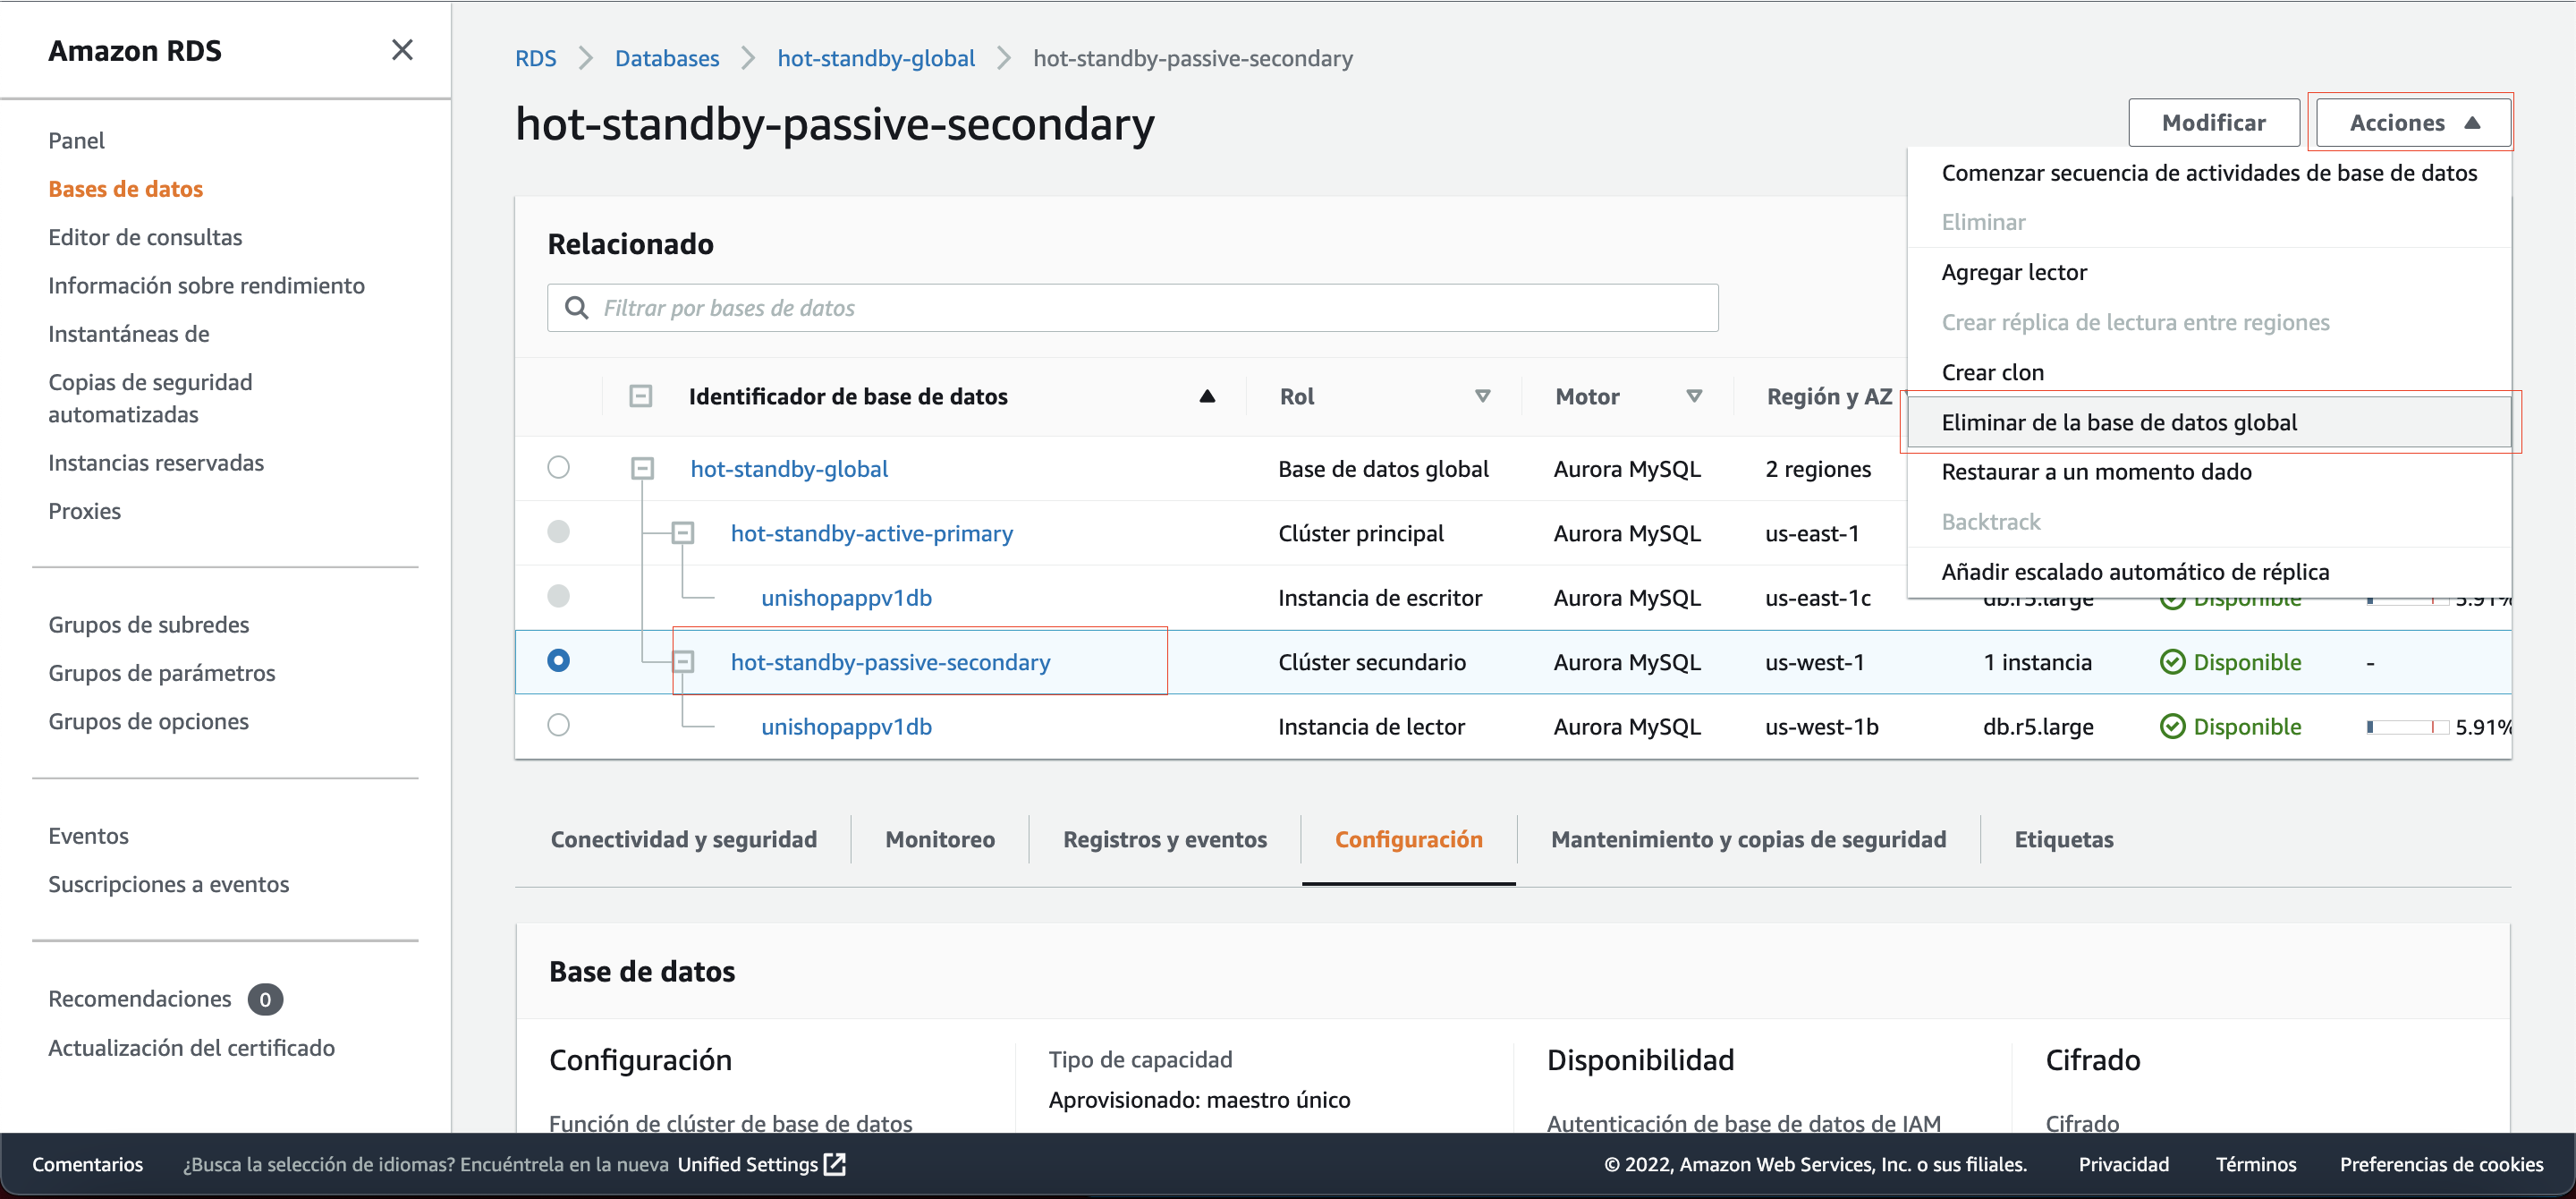 Amazon RDS
Panel
Bases de datos
Editor de consultas
Información sobre rendimiento
Instantáneas de
Copias de seguridad
automatizadas
Instancias reservadas
Proxies
Grupos de subredes
Grupos de parámetros
Grupos de opciones
Eventos
Suscripciones a eventos
Recomendaciones 0
Actualización del certificado
RDS Databases hot-standby-global hot-standby-passive-secondary
hot-standby-passive-secondary
Modificar Acciones
Comenzar secuencia de actividades de base de datos
Eliminar
Agregar lector
Crear réplica de lectura entre regiones
Crear clon
Eliminar de la base de datos global
Restaurar a un momento dado
Backtrack
Añadir escalado automático de réplica
Relacionado
Filtrar por bases de datos
Identificador de base de datos Rol Motor Región y AZ
hot-standby-global Base de datos global Aurora MySQL 2 regiones
hot-standby-active-primary Clúster principal Aurora MySQL us-east-1
unishopappv1db Instancia de escritor Aurora MySQL us-east-1c db.r5.large Disponible 5.91%
hot-standby-passive-secondary Clúster secundario Aurora MySQL us-west-1 1 instancia Disponible -
unishopappv1db Instancia de lector Aurora MySQL us-west-1b db.r5.large Disponible 5.91%
Conectividad y seguridad Monitoreo Registros y eventos Configuración Mantenimiento y copias de seguridad Etiquetas
Base de datos
Configuración Tipo de capacidad Disponibilidad Cifrado
Aprovisionado: maestro único
Función de clúster de base de datos Autenticación de base de datos de IAM Cifrado
Comentarios ¿Busca la selección de idiomas? Encuéntrela en la nueva Unified Settings © 2022, Amazon Web Services, Inc. o sus filiales. Privacidad Términos Preferencias de cookies